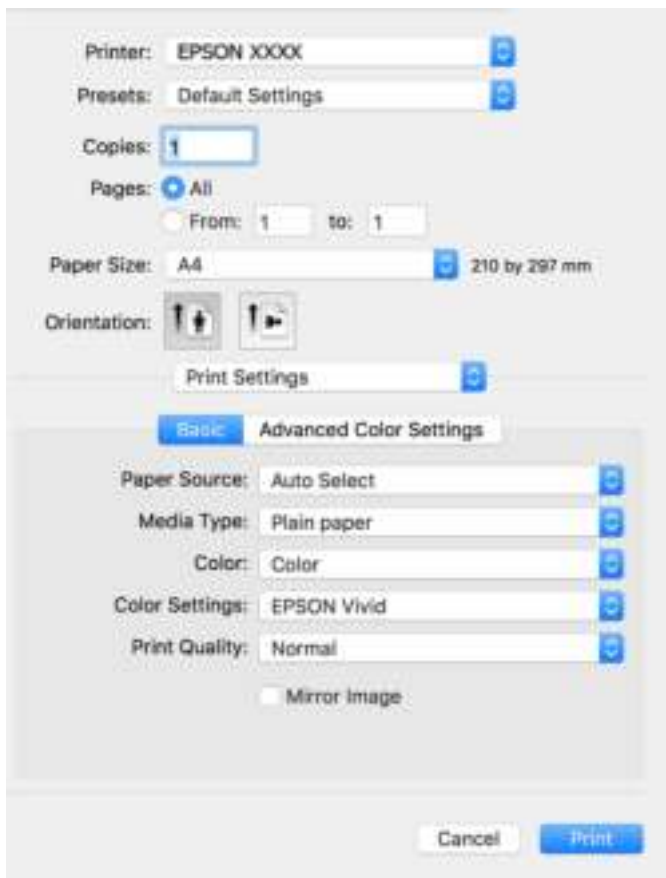 Printer: EPSON XXXX
Presets: Default Settings
Copies: 1
Pages: All
From: 1 to: 1
Paper Size: A4 210 by 297 mm
Orientation:
Print Settings
Basic Advanced Color Settings
Paper Source: Auto Select
Media Type: Plain paper
Color: Color
Color Settings: EPSON Vivid
Print Quality: Normal
Mirror Image
Cancel Print